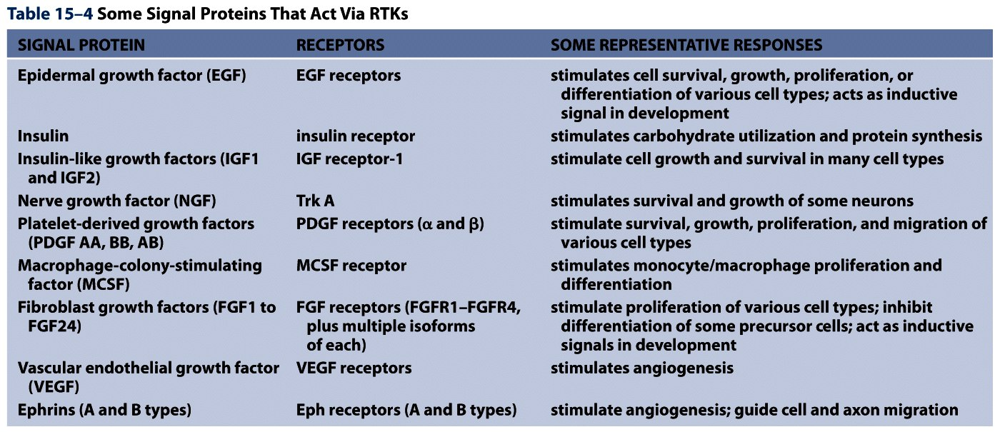 Table 15–4 Some Signal Proteins That Act Via RTKs
SIGNAL PROTEIN RECEPTORS SOME REPRESENTATIVE RESPONSES
Epidermal growth factor (EGF) EGF receptors stimulates cell survival, growth, proliferation, or
differentiation of various cell types; acts as inductive
signal in development
Insulin insulin receptor stimulates carbohydrate utilization and protein synthesis
Insulin-like growth factors (IGF1 IGF receptor-1 stimulate cell growth and survival in many cell types
and IGF2)
Nerve growth factor (NGF) Trk A stimulates survival and growth of some neurons
Platelet-derived growth factors PDGF receptors (α and β) stimulate survival, growth, proliferation, and migration of
(PDGF AA, BB, AB) various cell types
Macrophage-colony-stimulating MCSF receptor stimulates monocyte/macrophage proliferation and
factor (MCSF) differentiation
Fibroblast growth factors (FGF1 to FGF receptors (FGFR1–FGFR4, stimulate proliferation of various cell types; inhibit
FGF24) plus multiple isoforms differentiation of some precursor cells; act as inductive
of each) signals in development
Vascular endothelial growth factor VEGF receptors stimulates angiogenesis
(VEGF)
Ephrins (A and B types) Eph receptors (A and B types) stimulate angiogenesis; guide cell and axon migration